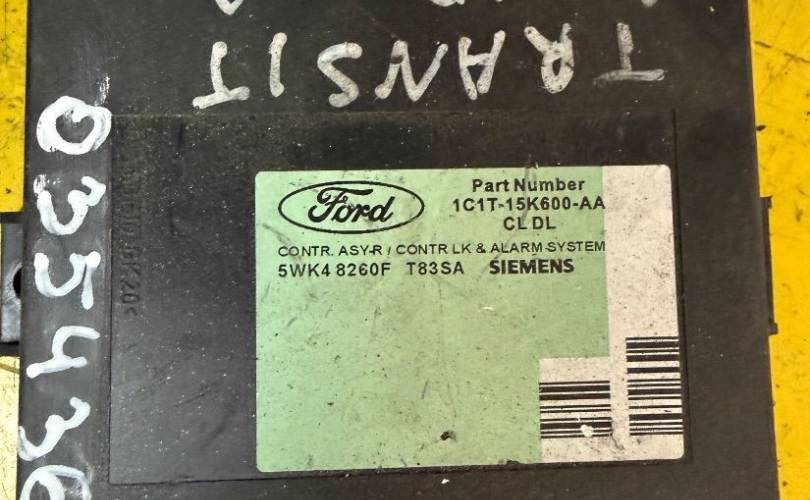 TRANSIT
035436
Ford
Part Number
1C1T-15K600-AA
CL DL
CONTR. ASY-R / CONTR LK & ALARM SYSTEM
5WK4 8260F T83SA SIEMENS